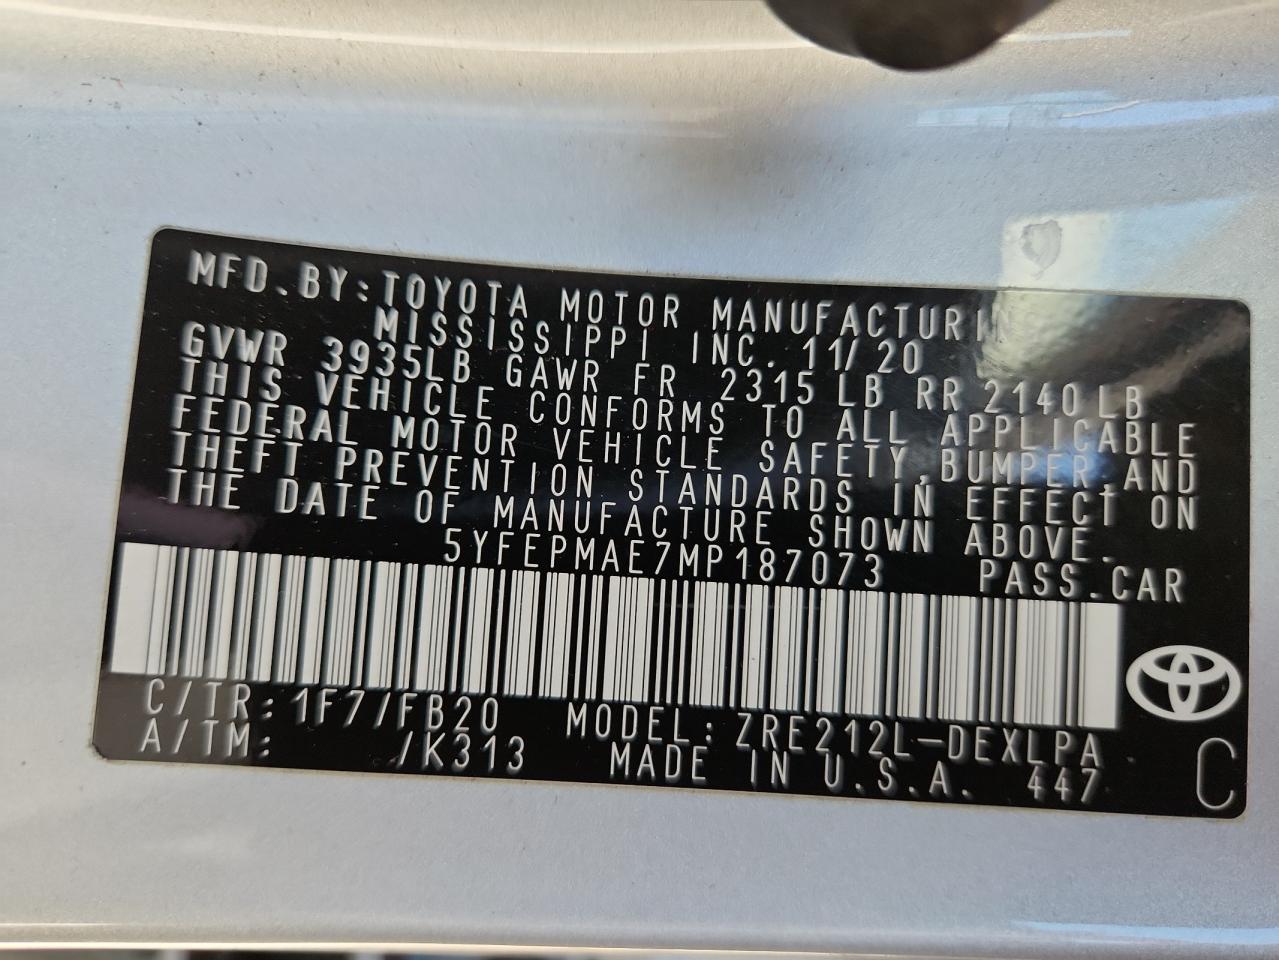 MFD.BY:TOYOTA MOTOR MANUFACTURIN
MISSISSIPPI INC. 11/20
GVWR 3935LB GAWR FR 2315 LB RR 2140 LB
THIS VEHICLE CONFORMS TO ALL APPLICABLE
FEDERAL MOTOR VEHICLE SAFETY,BUMPER,AND
THEFT PREVENTION STANDARDS IN EFFECT ON
THE DATE OF MANUFACTURE SHOWN ABOVE.
5YFEPMAE7MP187073 PASS.CAR
C/TR:1F7/FB20 MODEL:ZRE212L-DEXLPA
A/TM: /K313 MADE IN U.S.A. 447 C